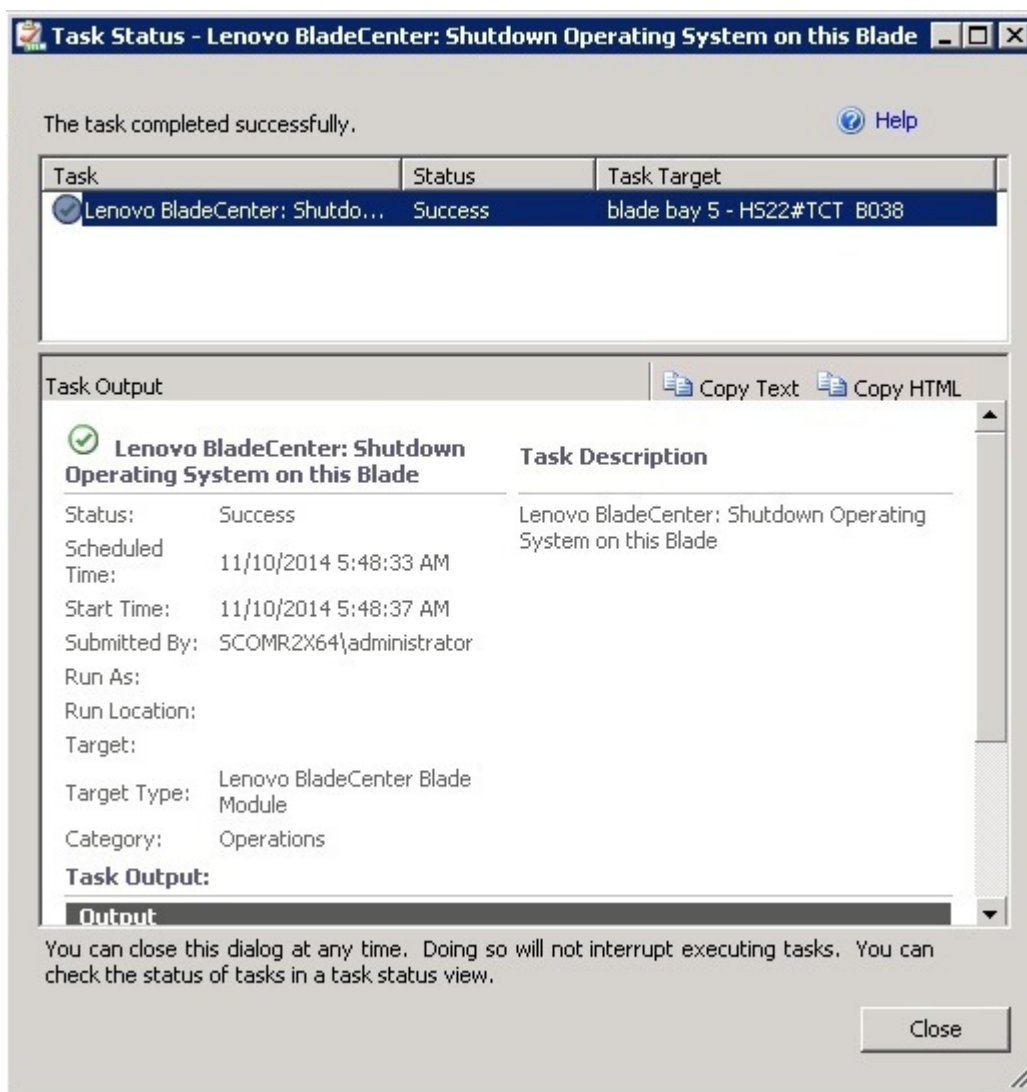 Task Status - Lenovo BladeCenter: Shutdown Operating System on this Blade
The task completed successfully.
Help
Task Status Task Target
Lenovo BladeCenter: Shutdo... Success blade bay 5 - HS22#TCT B038
Task Output
Copy Text Copy HTML
Lenovo BladeCenter: Shutdown
Operating System on this Blade
Task Description
Status: Success
Lenovo BladeCenter: Shutdown Operating
System on this Blade
Scheduled
Time:
11/10/2014 5:48:33 AM
Start Time: 11/10/2014 5:48:37 AM
Submitted By: SCOMR2X64\administrator
Run As:
Run Location:
Target:
Target Type:
Lenovo BladeCenter Blade
Module
Category: Operations
Task Output:
Output
You can close this dialog at any time. Doing so will not interrupt executing tasks. You can
check the status of tasks in a task status view.
Close